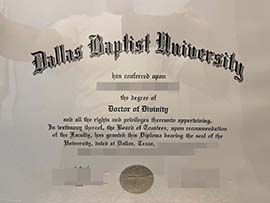 Dallas Baptist University
has conferred upon
the degree of
Doctor of Divinity
and all the rights and privileges thereunto appertaining.
In testimony thereof, the Board of Trustees, upon recommendation
of the Faculty, has granted this Diploma bearing the seal of the
University, dated at Dallas, Texas,